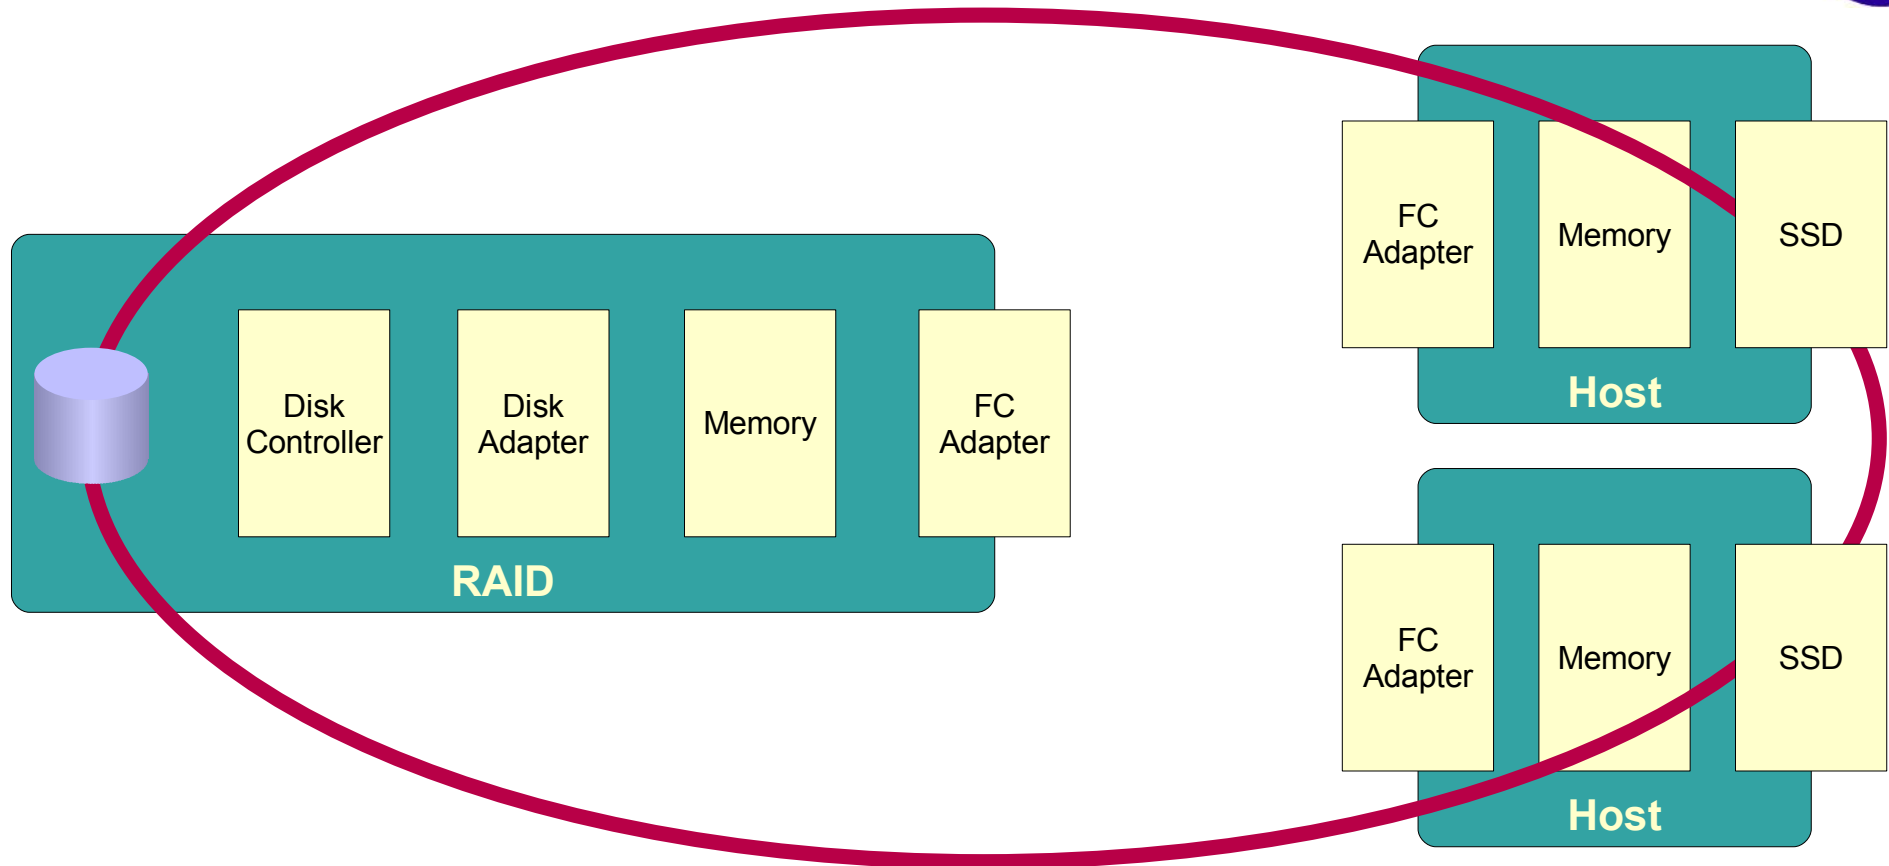 FC
Adapter
Memory
SSD
Host
Disk
Controller
Disk
Adapter
Memory
FC
Adapter
RAID
FC
Adapter
Memory
SSD
Host